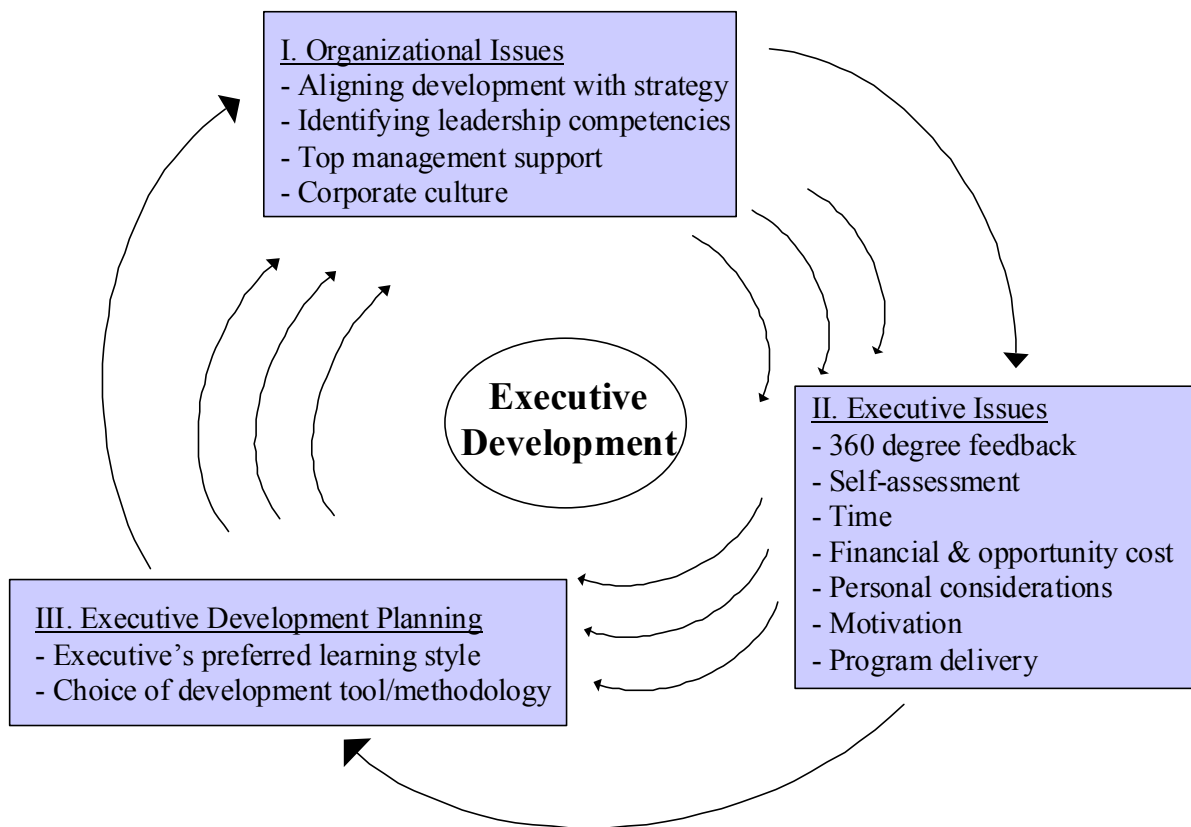 I. Organizational Issues
- Aligning development with strategy
- Identifying leadership competencies
- Top management support
- Corporate culture
Executive
Development
II. Executive Issues
- 360 degree feedback
- Self-assessment
- Time
- Financial & opportunity cost
- Personal considerations
- Motivation
- Program delivery
III. Executive Development Planning
- Executive’s preferred learning style
- Choice of development tool/methodology